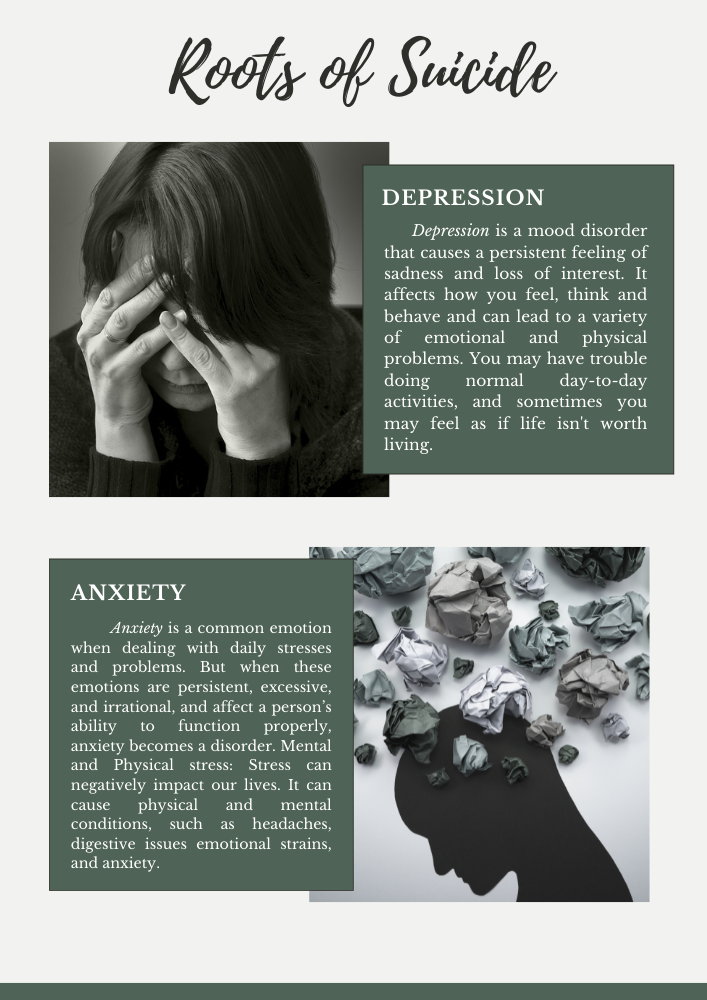 Roots of Suicide
DEPRESSION
Depression is a mood disorder
that causes a persistent feeling of
sadness and loss of interest. It
affects how you feel, think and
behave and can lead to a variety
of emotional and physical
problems. You may have trouble
doing normal day-to-day
activities, and sometimes you
may feel as if life isn't worth
living.
ANXIETY
Anxiety is a common emotion
when dealing with daily stresses
and problems. But when these
emotions are persistent, excessive,
and irrational, and affect a person’s
ability to function properly,
anxiety becomes a disorder. Mental
and Physical stress: Stress can
negatively impact our lives. It can
cause physical and mental
conditions, such as headaches,
digestive issues emotional strains,
and anxiety.